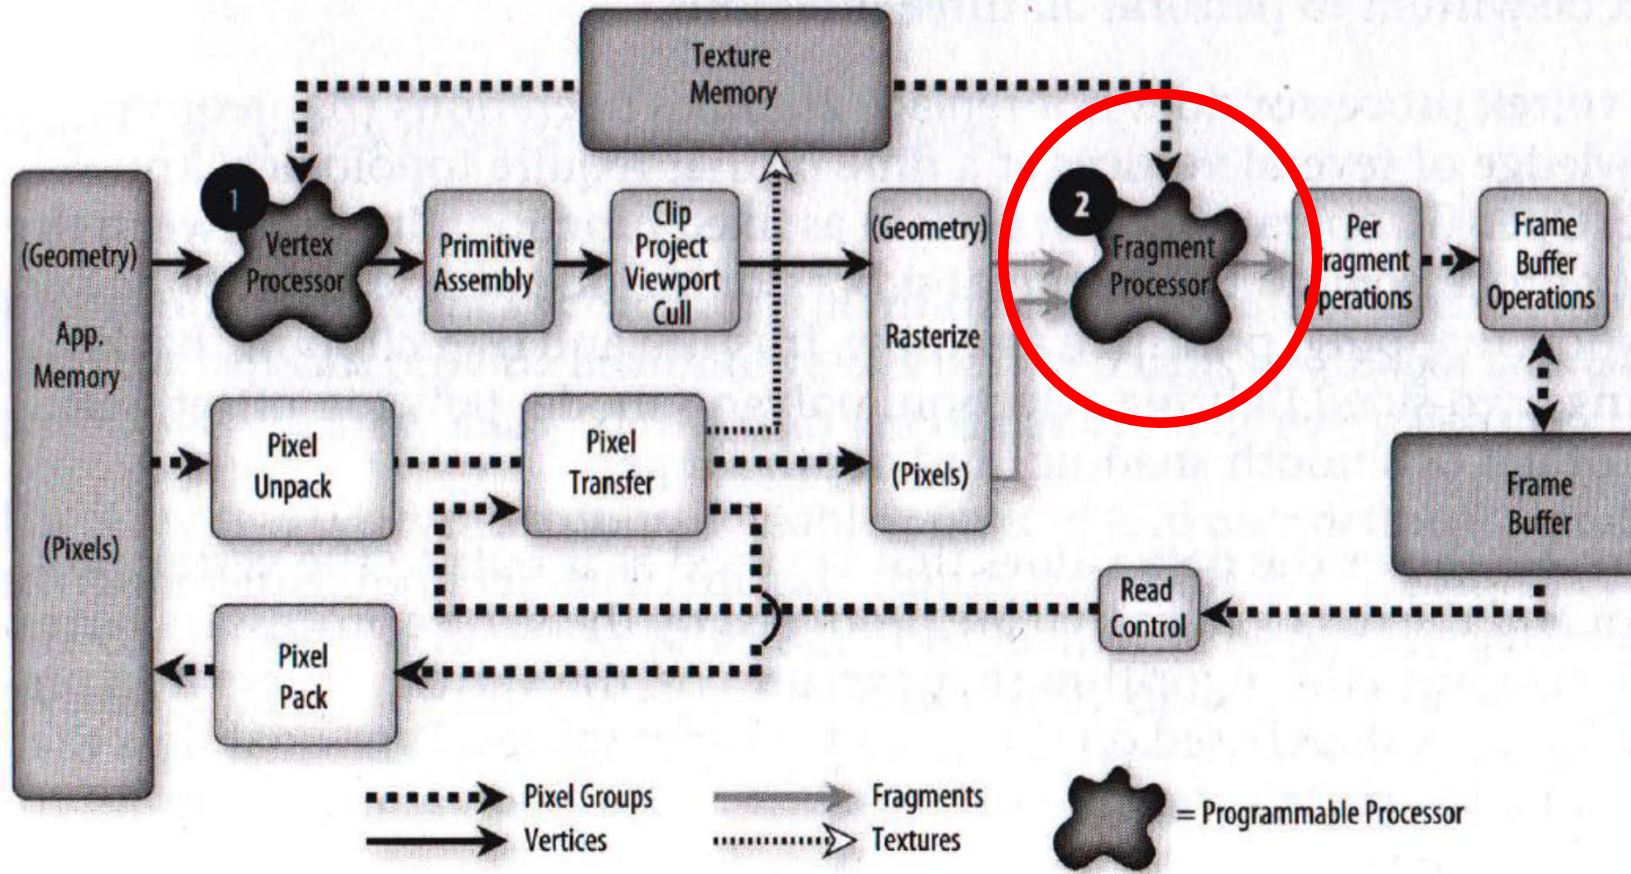 Texture
Memory
1
Vertex
Processor
Primitive
Assembly
Clip
Project
Viewport
Cull
(Geometry)
Rasterize
(Pixels)
2
Fragment
Processor
Per
Fragment
Operations
Frame
Buffer
Operations
(Geometry)
App.
Memory
(Pixels)
Pixel
Unpack
Pixel
Transfer
Frame
Buffer
Read
Control
Pixel
Pack
Pixel Groups
Vertices
Fragments
Textures
= Programmable Processor